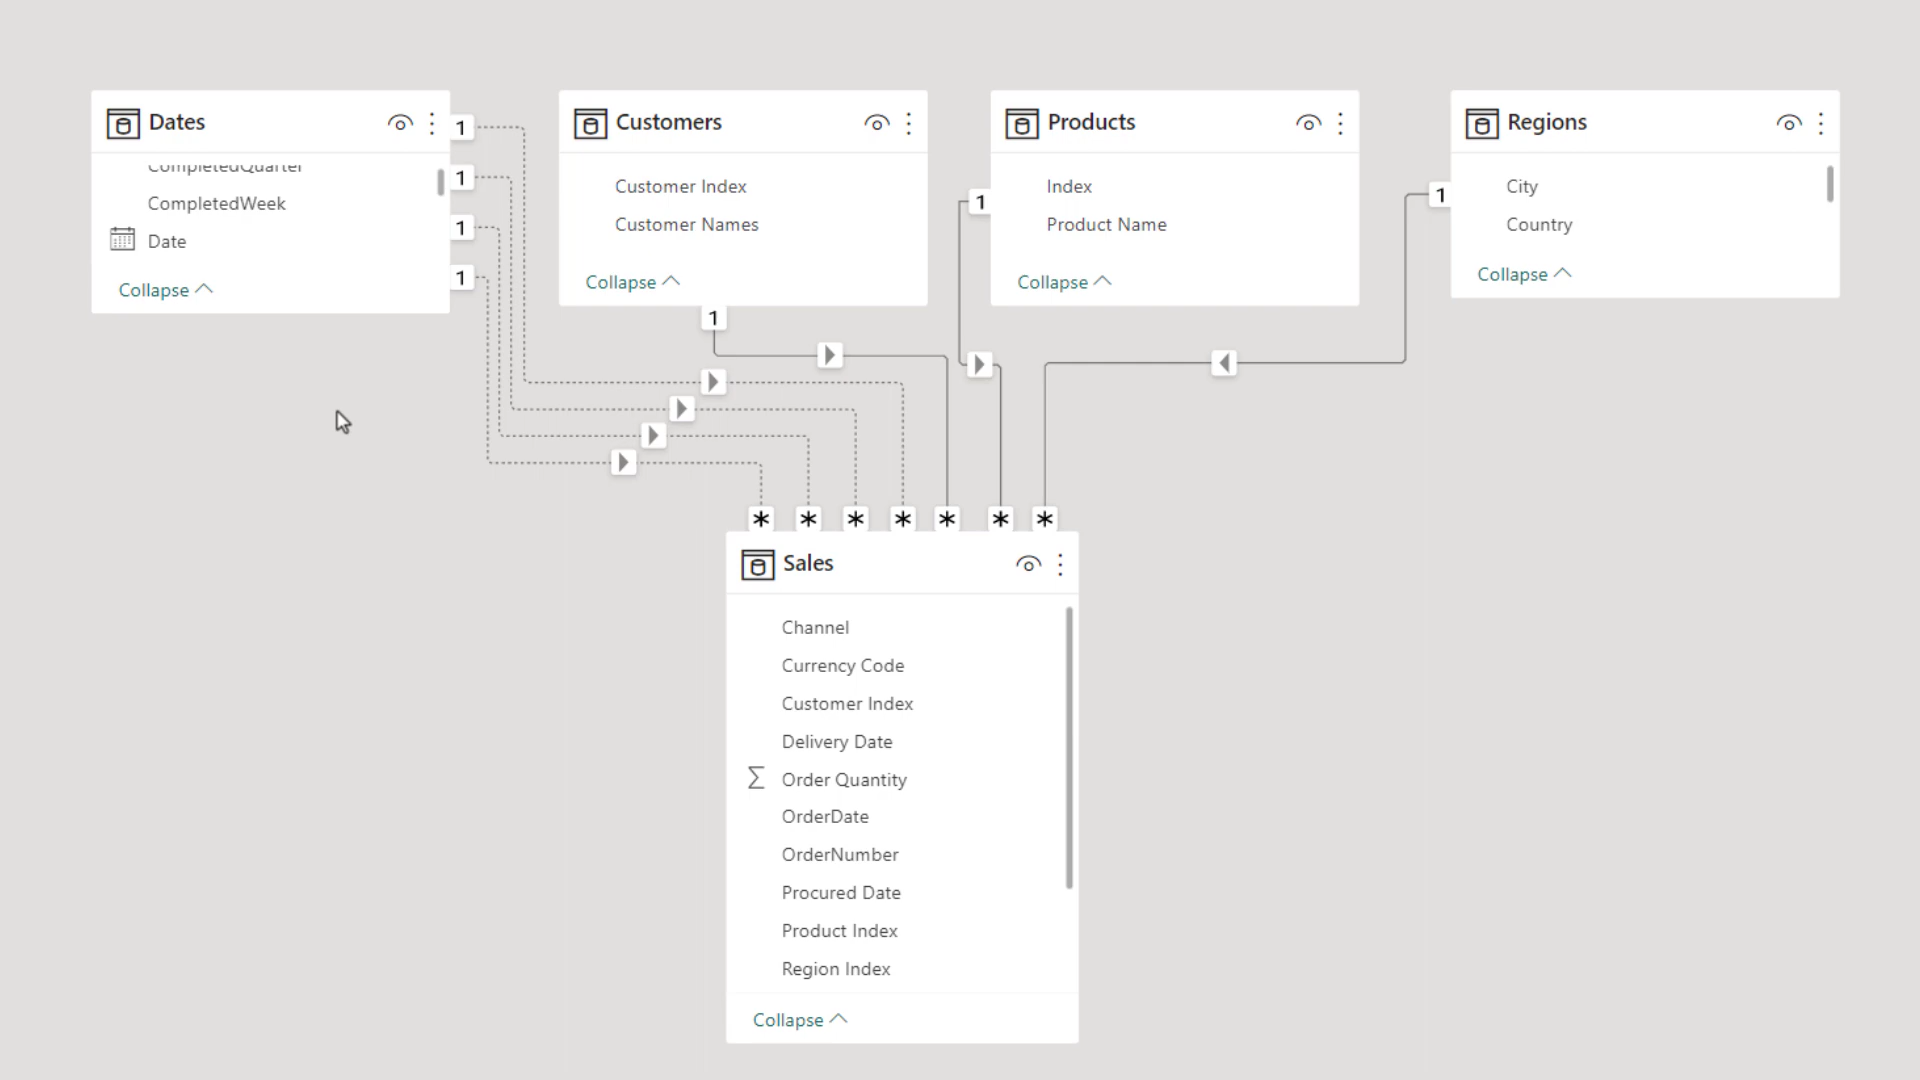 Dates
CompletedQuarter
CompletedWeek
Date
Collapse
1
1
1
1
Customers
Customer Index
Customer Names
Collapse
1
Products
Index
Product Name
Collapse
1
Regions
City
Country
Collapse
1
* * * * * * *
Sales
Channel
Currency Code
Customer Index
Delivery Date
Σ Order Quantity
OrderDate
OrderNumber
Procured Date
Product Index
Region Index
Collapse